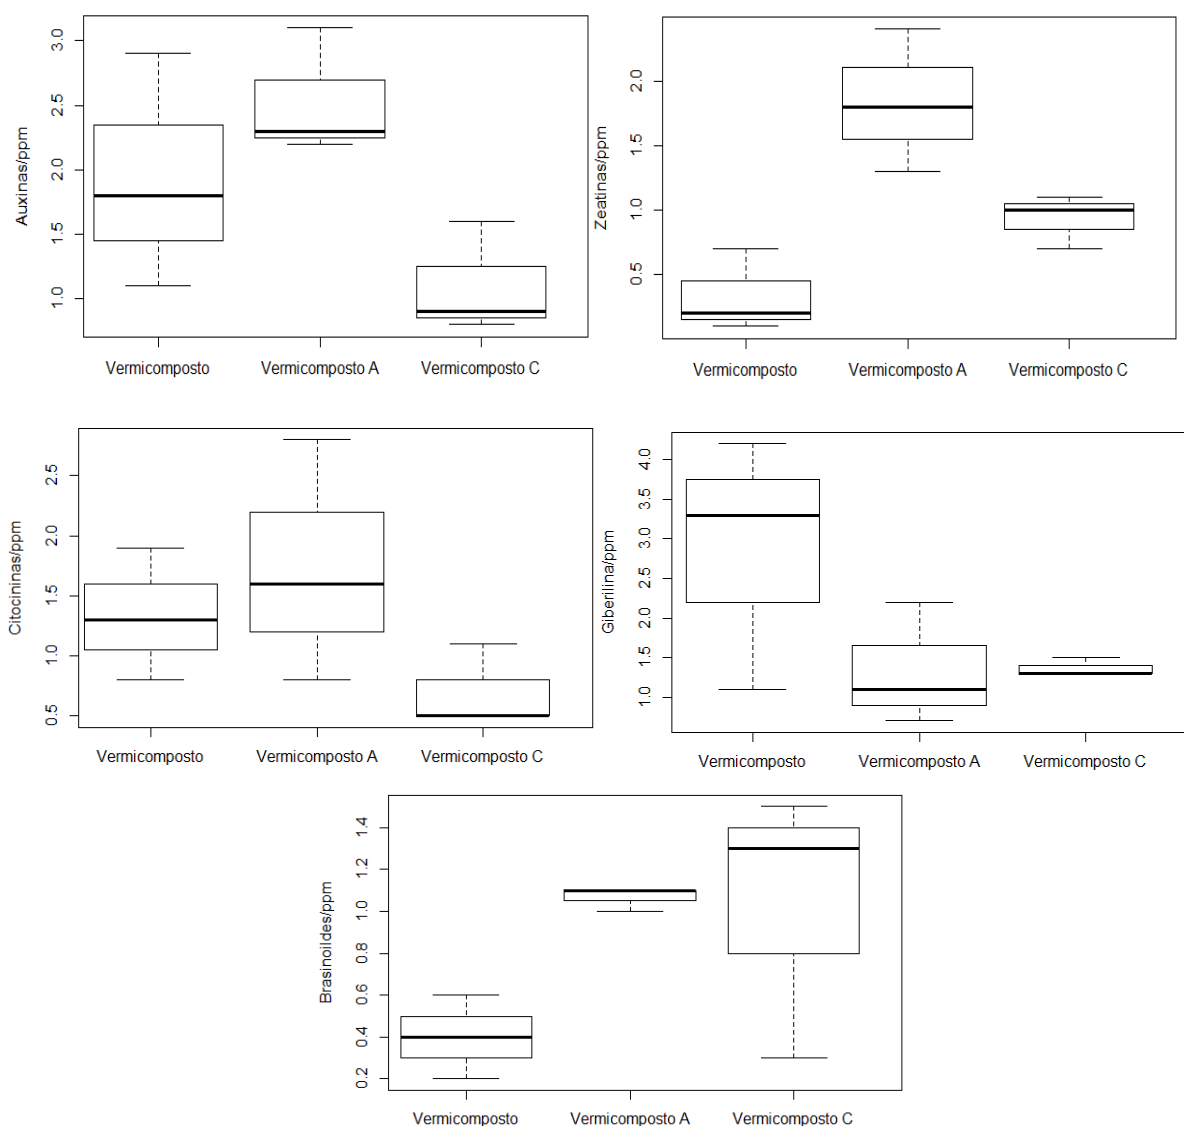 Auxinas/ppm
3.0
2.5
2.0
1.5
1.0
Vermicomposto
Vermicomposto A
Vermicomposto C
Zeatinas/ppm
2.0
1.5
1.0
0.5
Vermicomposto
Vermicomposto A
Vermicomposto C
Citocininas/ppm
2.5
2.0
1.5
1.0
0.5
Vermicomposto
Vermicomposto A
Vermicomposto C
Giberilina/ppm
4.0
3.5
3.0
2.5
2.0
1.5
1.0
Vermicomposto
Vermicomposto A
Vermicomposto C
Brasinoildes/ppm
1.4
1.2
1.0
0.8
0.6
0.4
0.2
Vermicomposto
Vermicomposto A
Vermicomposto C